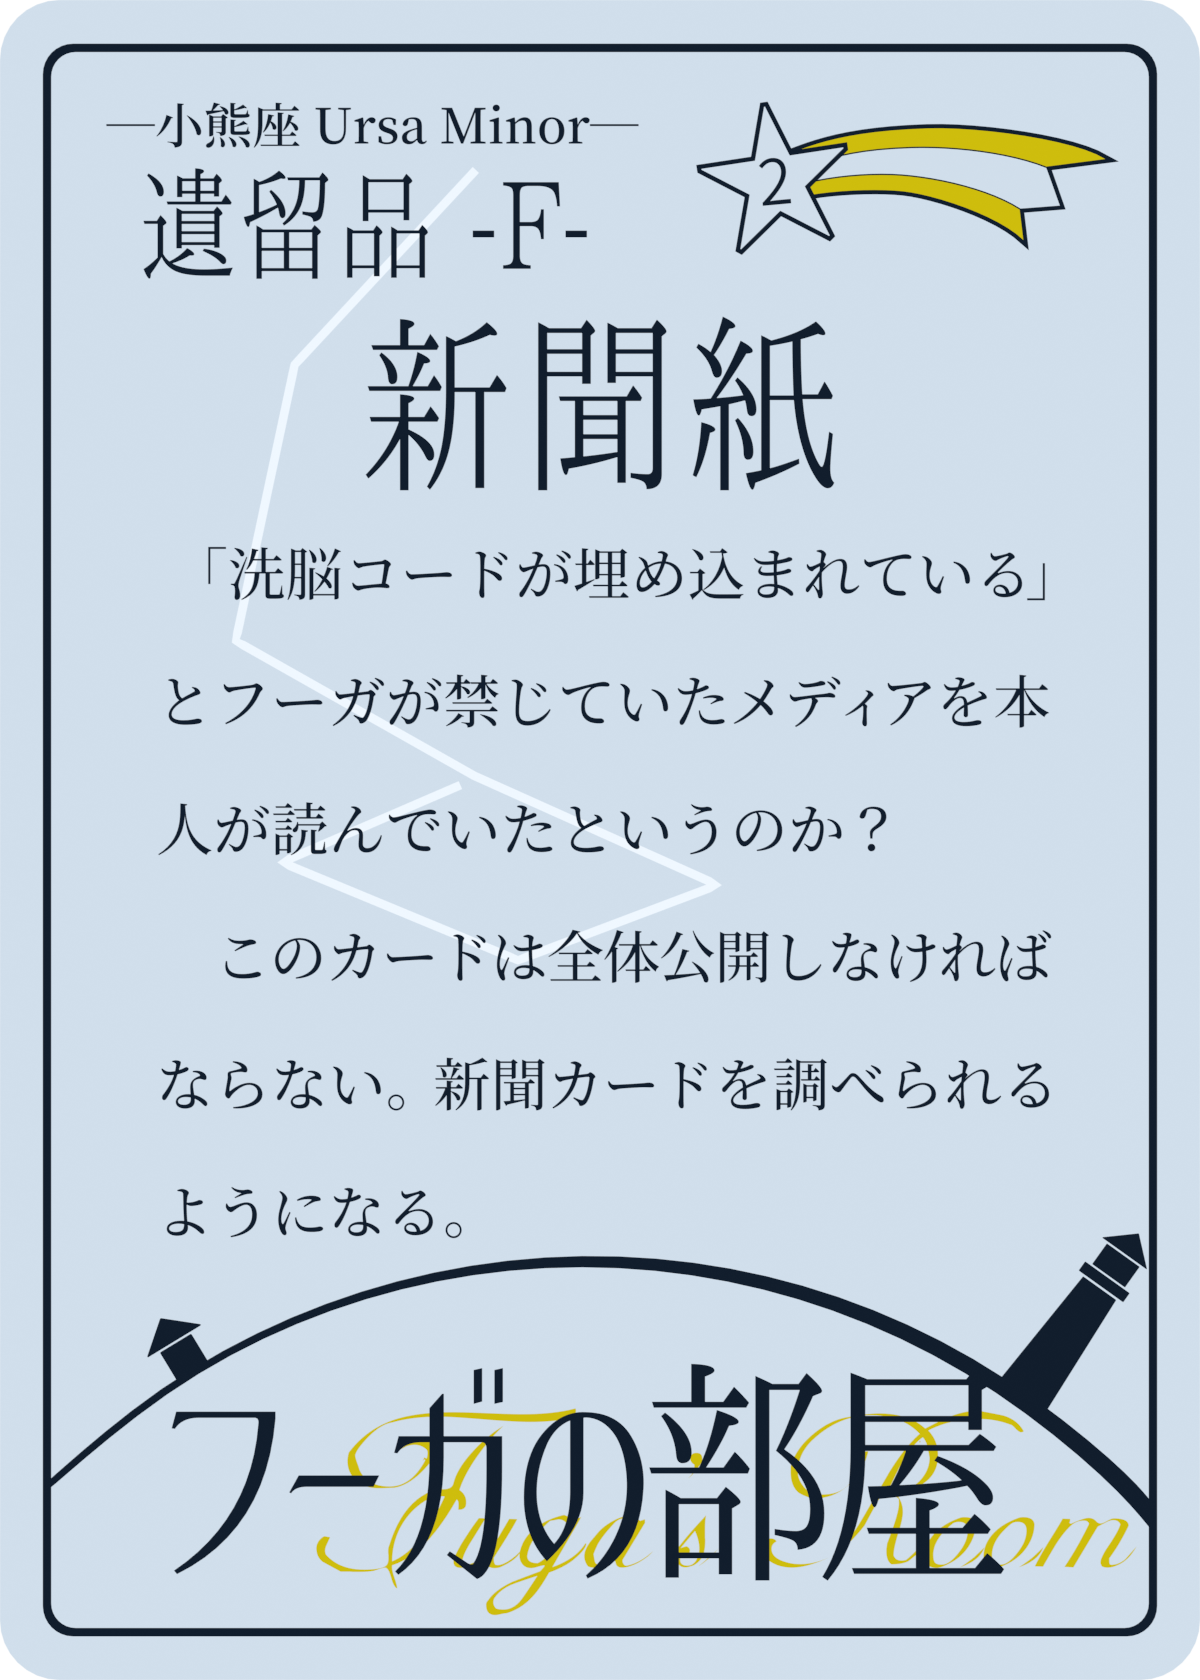 ―小熊座 Ursa Minor―
遺留品 -F-
2
新聞紙
「洗脳コードが埋め込まれている」
とフーガが禁じていたメディアを本
人が読んでいたというのか？
このカードは全体公開しなければ
ならない。新聞カードを調べられる
ようになる。
フーガの部屋
Fuga's Room